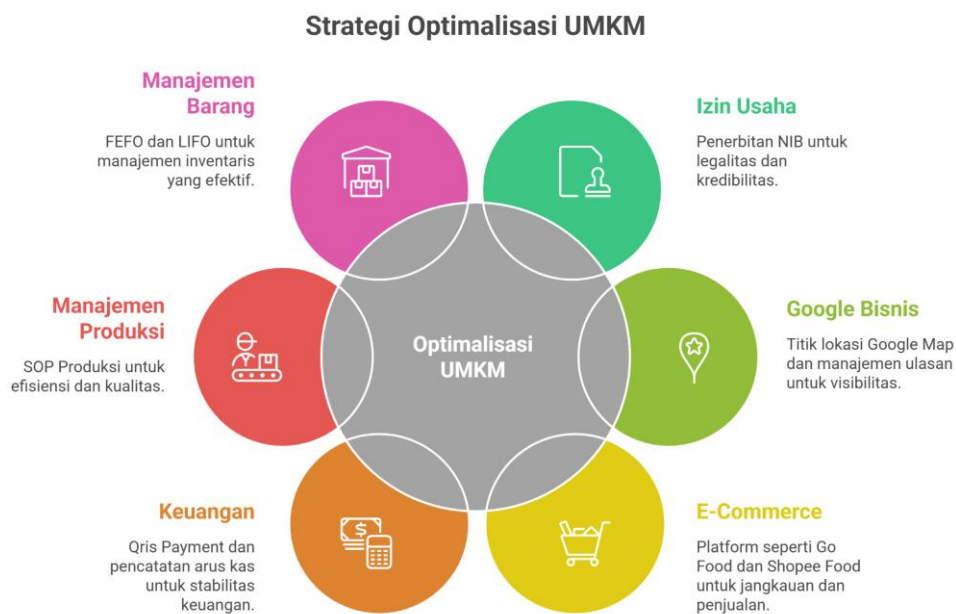 Strategi Optimalisasi UMKM
Manajemen
Barang
FEFO dan LIFO untuk
manajemen inventaris
yang efektif.
Izin Usaha
Penerbitan NIB untuk
legalitas dan
kredibilitas.
Manajemen
Produksi
SOP Produksi untuk
efisiensi dan kualitas.
Optimalisasi
UMKM
Google Bisnis
Titik lokasi Google Map
dan manajemen ulasan
untuk visibilitas.
Keuangan
Qris Payment dan
pencatatan arus kas
untuk stabilitas
keuangan.
E-Commerce
Platform seperti Go
Food dan Shopee Food
untuk jangkauan dan
penjualan.